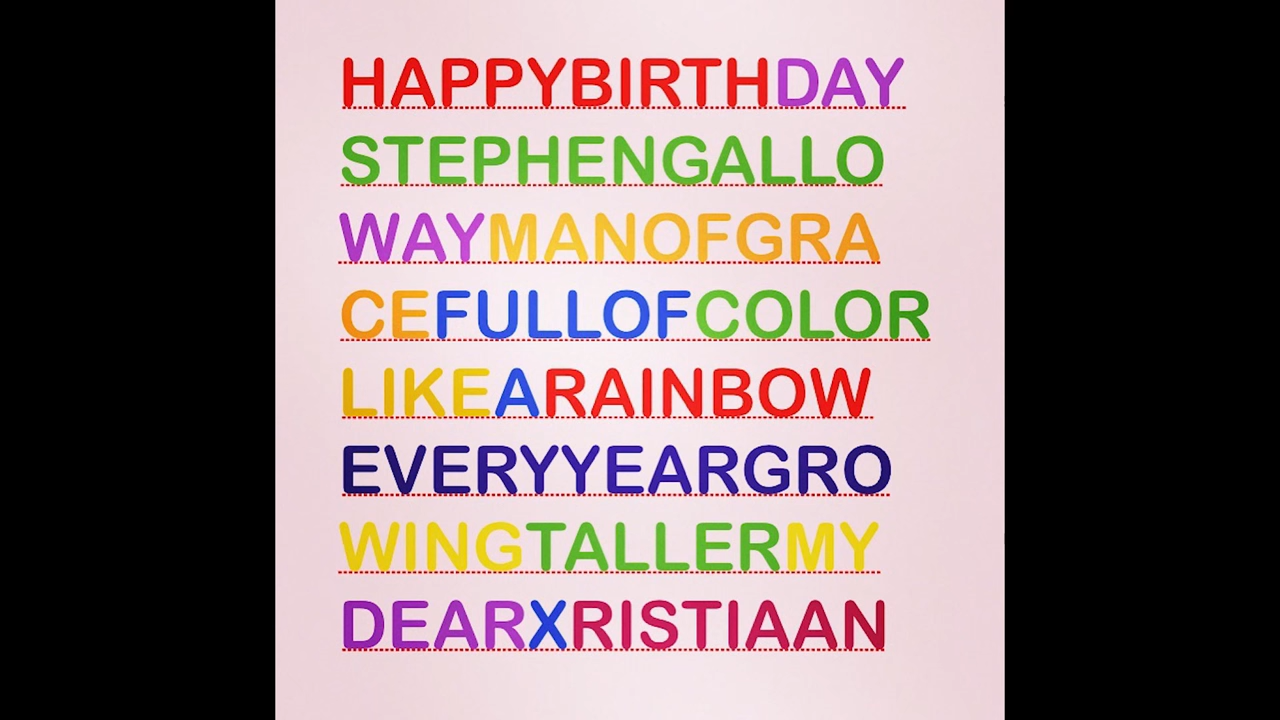 HAPPYBIRTHDAY
STEPHENGALLO
WAYMANOFGRA
CEFULLOFCOLOR
LIKEARAINBOW
EVERYYEARGRO
WINGTALLERMY
DEARXRISTIAAN